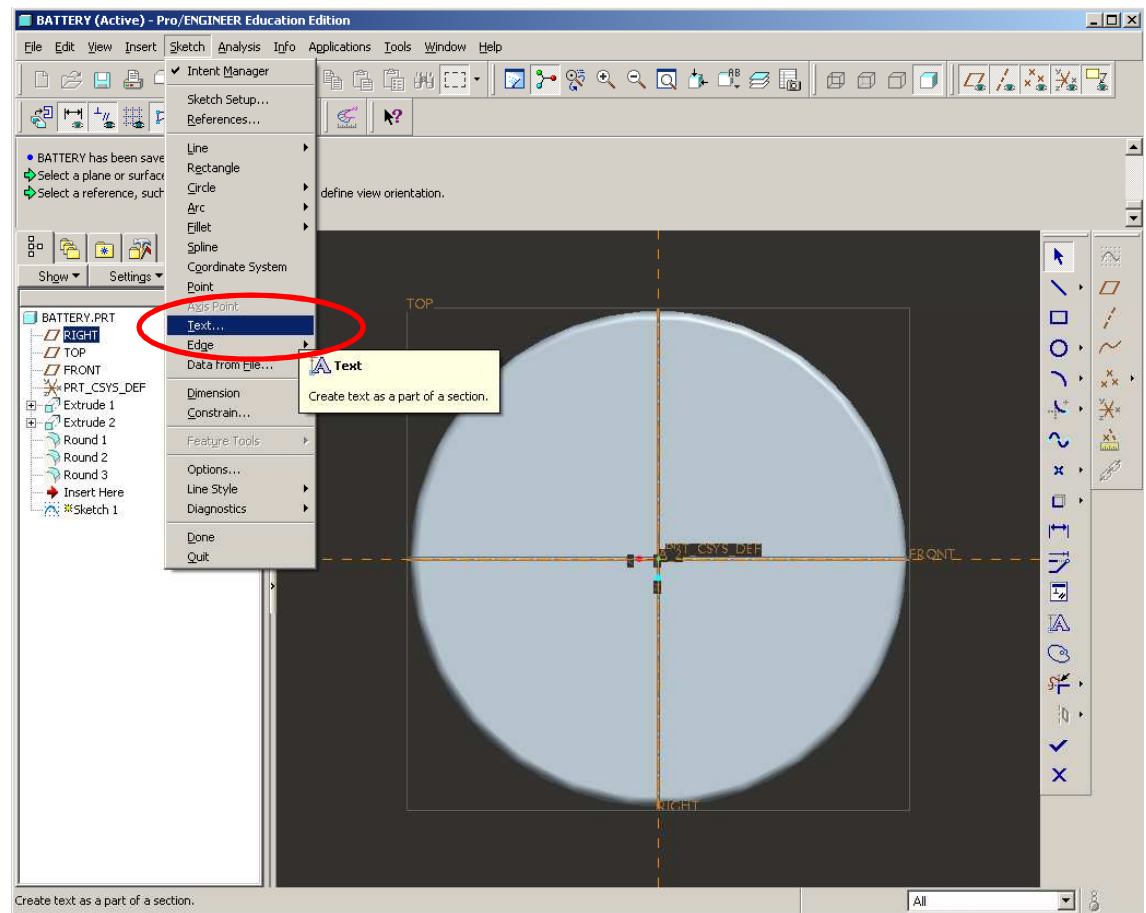 BATTERY (Active) - Pro/ENGINEER Education Edition
File Edit View Insert Sketch Analysis Info Applications Tools Window Help
Intent Manager
Sketch Setup...
References...
BATTERY has been save
Select a plane or surface
Select a reference, such define view orientation.
Line
Rectangle
Circle
Arc
Fillet
Spline
Coordinate System
Point
Axis Point
Text...
Edge
Data from File...
Dimension
Constrain...
Feature Tools
Options...
Line Style
Diagnostics
Done
Quit
Text
Create text as a part of a section.
Show Settings
BATTERY.PRT
RIGHT
TOP
FRONT
PRT_CSYS_DEF
Extrude 1
Extrude 2
Round 1
Round 2
Round 3
Insert Here
Sketch 1
TOP
PRT_CSYS_DEF
FRONT
RIGHT
Create text as a part of a section.
All